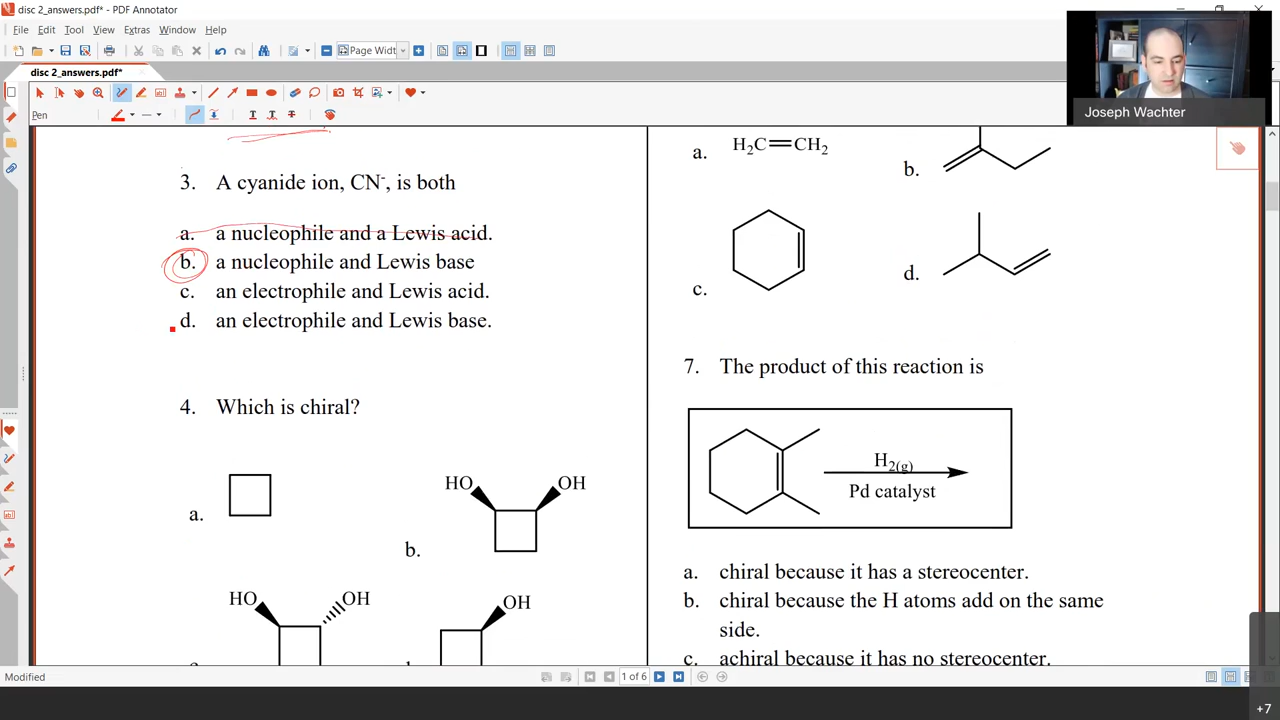 disc 2_answers.pdf* - PDF Annotator
File Edit Tool View Extras Window Help
Page Widt
disc 2_answers.pdf*
Pen
Joseph Wachter
3. A cyanide ion, CN⁻, is both
a. a nucleophile and a Lewis acid.
b. a nucleophile and Lewis base
c. an electrophile and Lewis acid.
d. an electrophile and Lewis base.
4. Which is chiral?
a.
HO OH
b.
HO OH
OH
a. H₂C=CH₂
b.
c.
d.
7. The product of this reaction is
H₂(g)
Pd catalyst
a. chiral because it has a stereocenter.
b. chiral because the H atoms add on the same
side.
c. achiral because it has no stereocenter.
Modified
1 of 6
+7